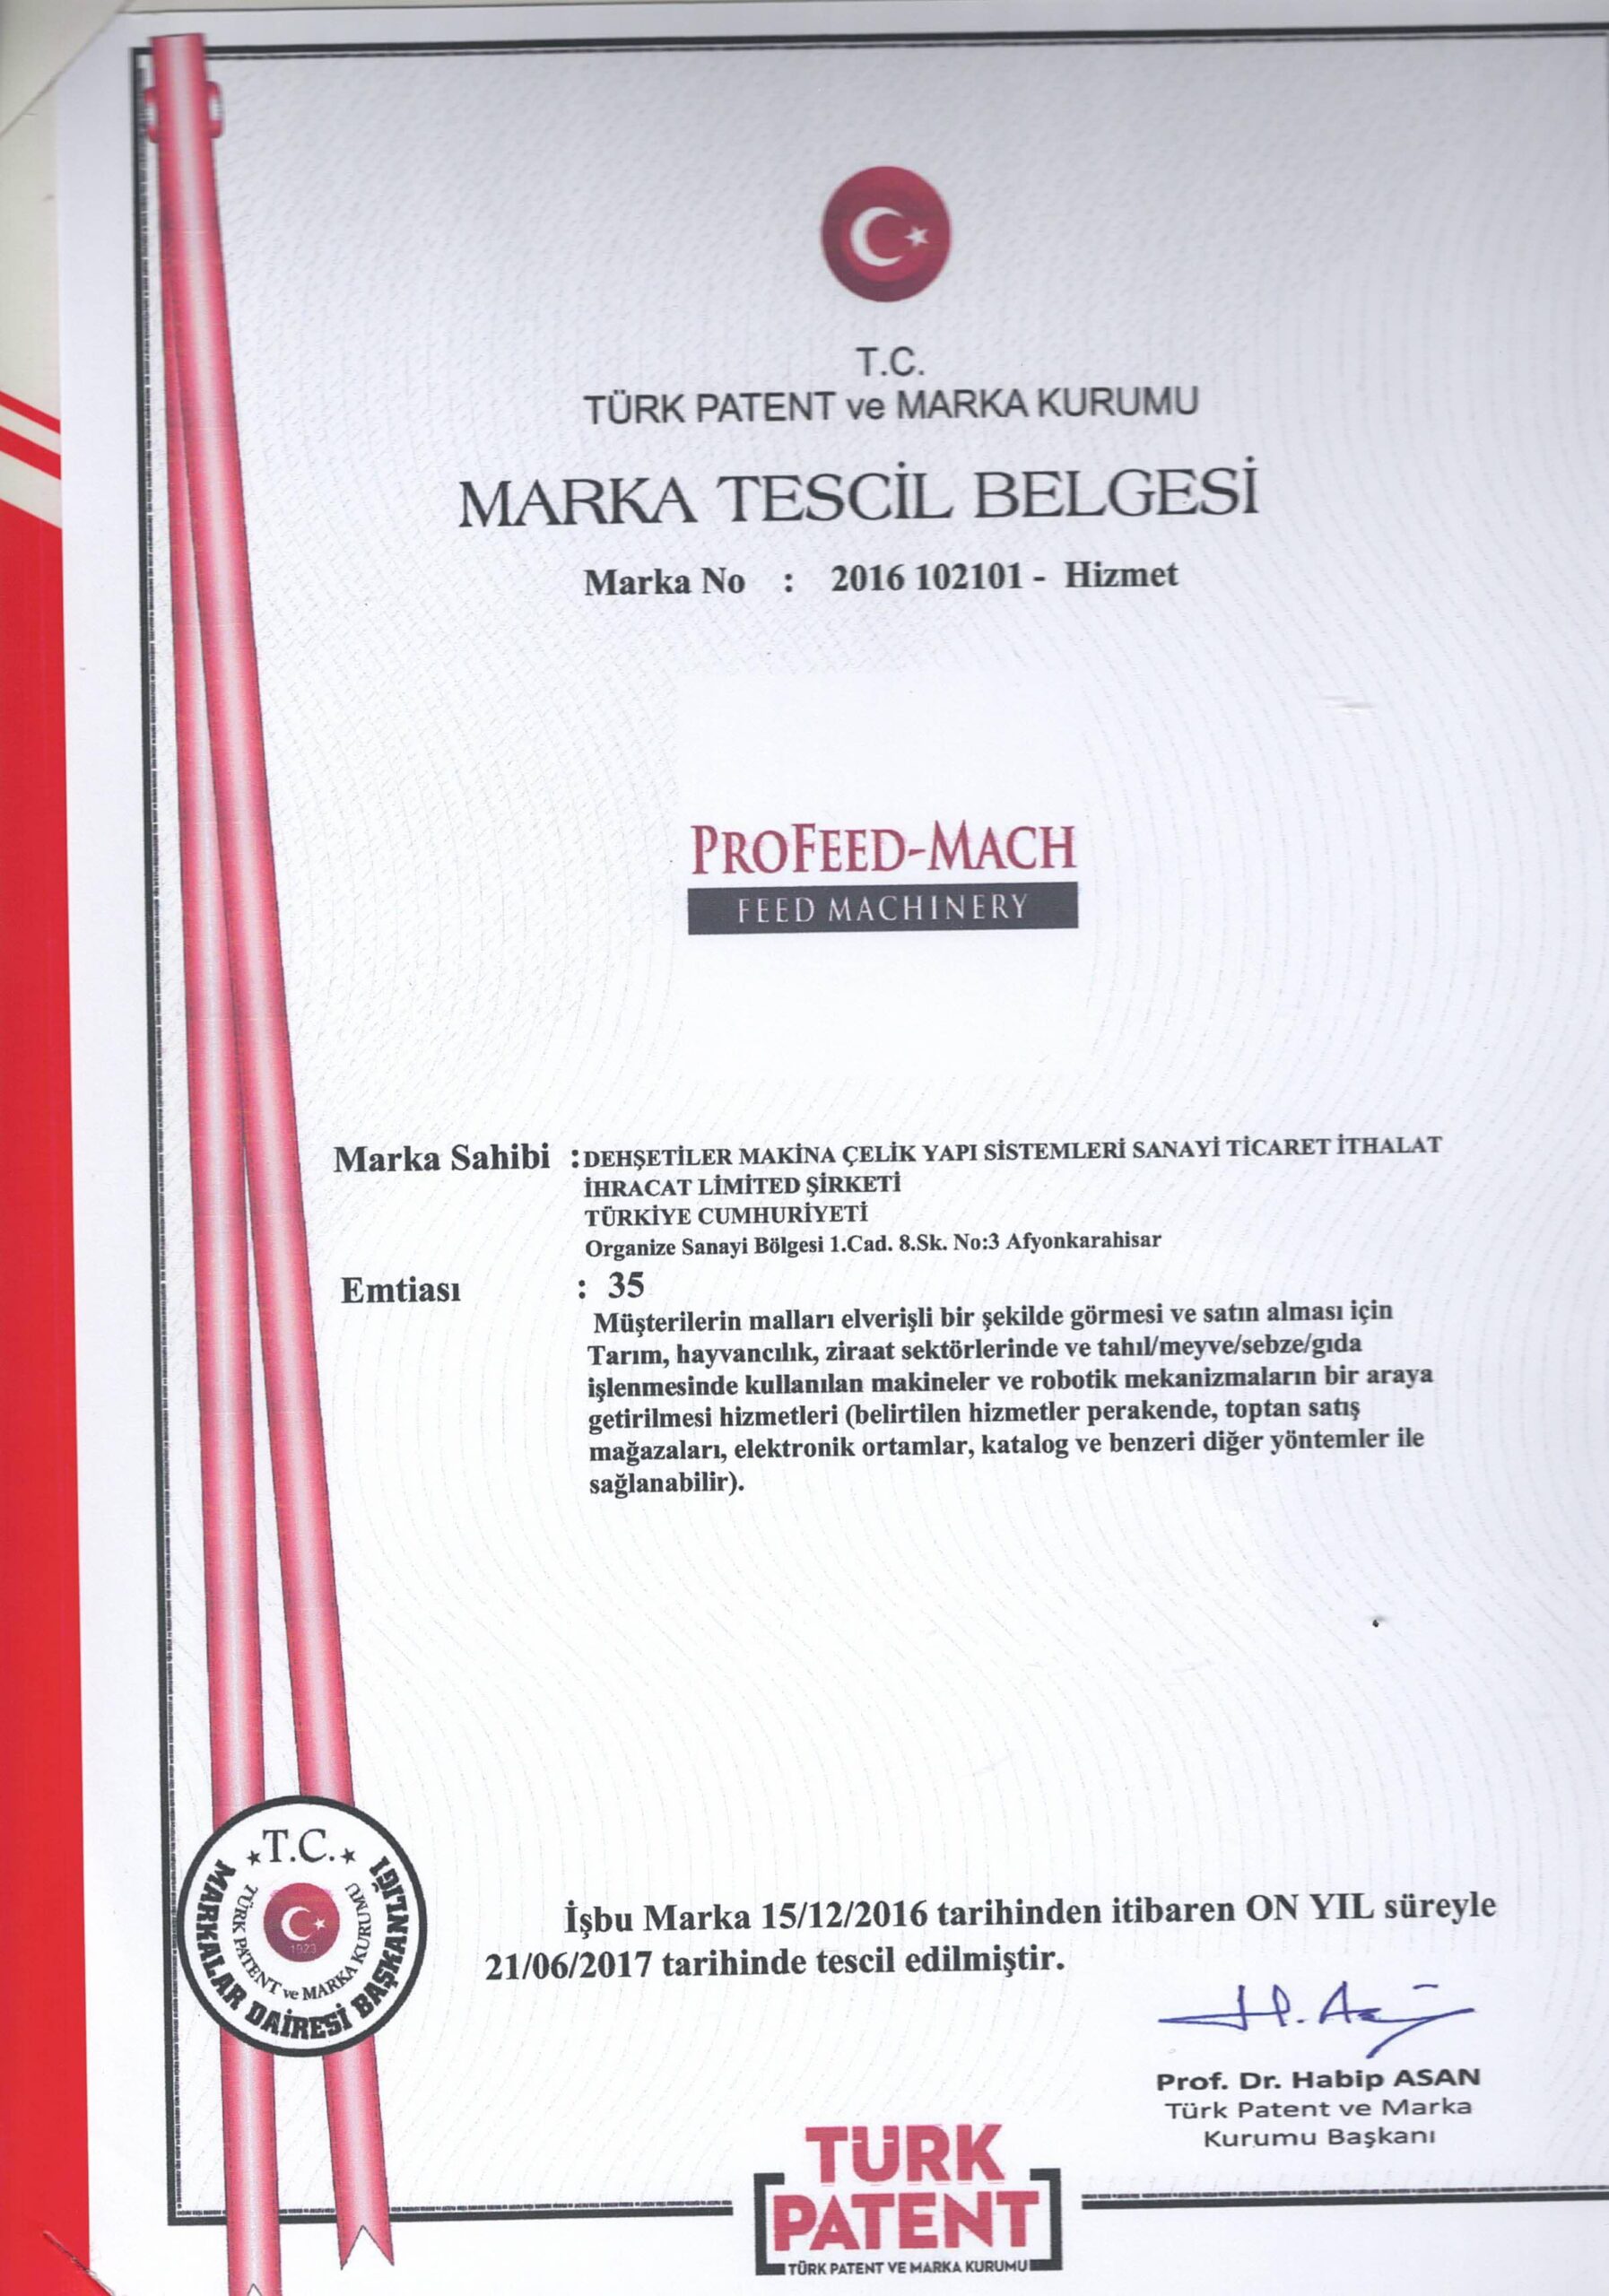 T.C.
TÜRK PATENT ve MARKA KURUMU
MARKA TESCİL BELGESİ
Marka No : 2016 102101 - Hizmet
PROFEED-MACH
FEED MACHINERY
Marka Sahibi :DEHŞETİLER MAKİNA ÇELİK YAPI SİSTEMLERİ SANAYİ TİCARET İTHALAT
İHRACAT LİMİTED ŞİRKETİ
TÜRKİYE CUMHURİYETİ
Organize Sanayi Bölgesi 1.Cad. 8.Sk. No:3 Afyonkarahisar
Emtiası : 35
Müşterilerin malları elverişli bir şekilde görmesi ve satın alması için
Tarım, hayvancılık, ziraat sektörlerinde ve tahıl/meyve/sebze/gıda
işlenmesinde kullanılan makineler ve robotik mekanizmaların bir araya
getirilmesi hizmetleri (belirtilen hizmetler perakende, toptan satış
mağazaları, elektronik ortamlar, katalog ve benzeri diğer yöntemler ile
sağlanabilir).
T.C.
MARKALAR DAİRESİ BAŞKANLIĞI
TÜRK PATENT ve MARKA KURUMU
1923
İşbu Marka 15/12/2016 tarihinden itibaren ON YIL süreyle
21/06/2017 tarihinde tescil edilmiştir.
H. Asan
Prof. Dr. Habip ASAN
Türk Patent ve Marka
Kurumu Başkanı
TÜRK
PATENT
TÜRK PATENT VE MARKA KURUMU